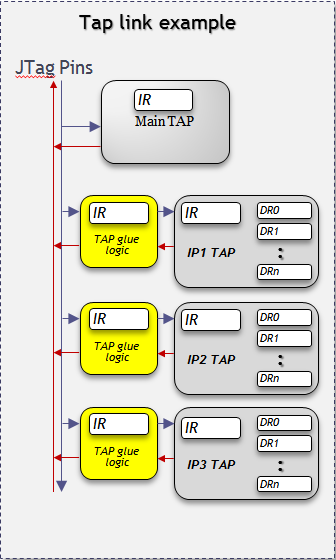 Tap link example
JTag Pins
IR
Main TAP
IR
TAP glue
logic
IR
IP1 TAP
DR0
DR1
:
DRn
IR
TAP glue
logic
IR
IP2 TAP
DR0
DR1
:
DRn
IR
TAP glue
logic
IR
IP3 TAP
DR0
DR1
:
DRn